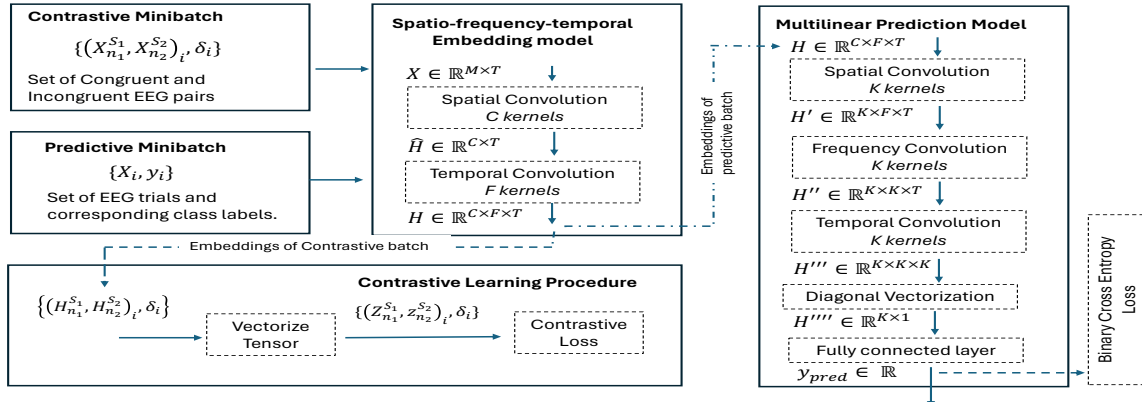 Contrastive Minibatch
{(X_{n_1}^{S_1}, X_{n_2}^{S_2})_i, δ_i}
Set of Congruent and
Incongruent EEG pairs
Predictive Minibatch
{X_i, y_i}
Set of EEG trials and
corresponding class labels.
Spatio-frequency-temporal
Embedding model
X ∈ ℝ^{M×T}
Spatial Convolution
C kernels
Ĥ ∈ ℝ^{C×T}
Temporal Convolution
F kernels
H ∈ ℝ^{C×F×T}
Embeddings of Contrastive batch
Embeddings of
predictive batch
Contrastive Learning Procedure
{(H_{n_1}^{S_1}, H_{n_2}^{S_2})_i, δ_i}
Vectorize
Tensor
{(Z_{n_1}^{S_1}, z_{n_2}^{S_2})_i, δ_i}
Contrastive
Loss
Multilinear Prediction Model
H ∈ ℝ^{C×F×T}
Spatial Convolution
K kernels
H′ ∈ ℝ^{K×F×T}
Frequency Convolution
K kernels
H′′ ∈ ℝ^{K×K×T}
Temporal Convolution
K kernels
H′′′ ∈ ℝ^{K×K×K}
Diagonal Vectorization
H′′′′ ∈ ℝ^{K×1}
Fully connected layer
y_{pred} ∈ ℝ
Binary Cross Entropy
Loss